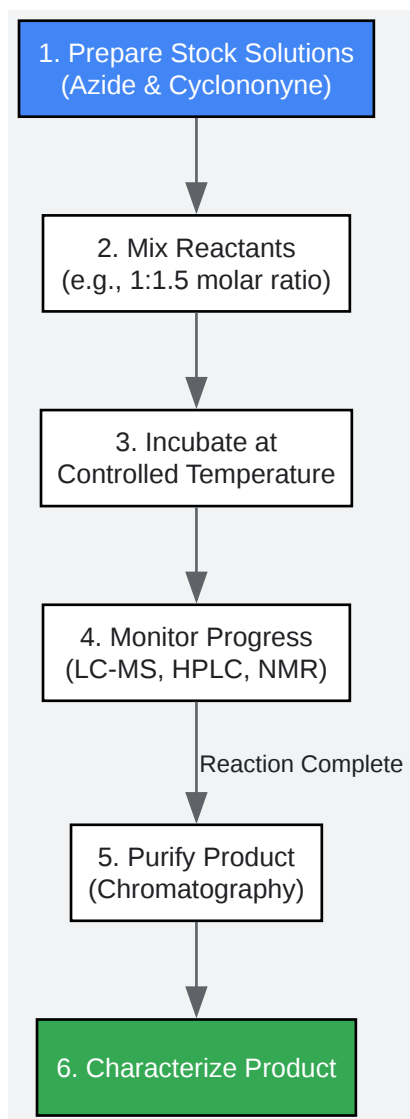 1. Prepare Stock Solutions
(Azide & Cyclononyne)
2. Mix Reactants
(e.g., 1:1.5 molar ratio)
3. Incubate at
Controlled Temperature
4. Monitor Progress
(LC-MS, HPLC, NMR)
Reaction Complete
5. Purify Product
(Chromatography)
6. Characterize Product